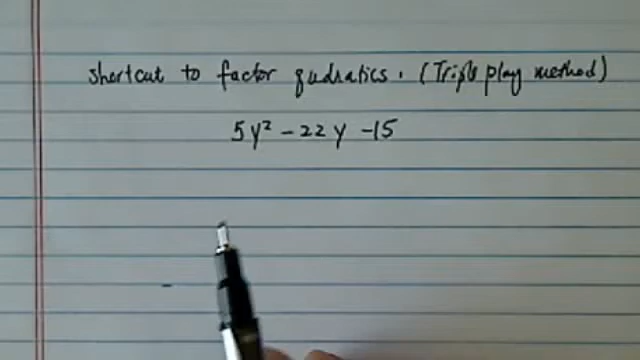 shortcut to factor quadratics. (Triple play method)
5y² - 22y - 15